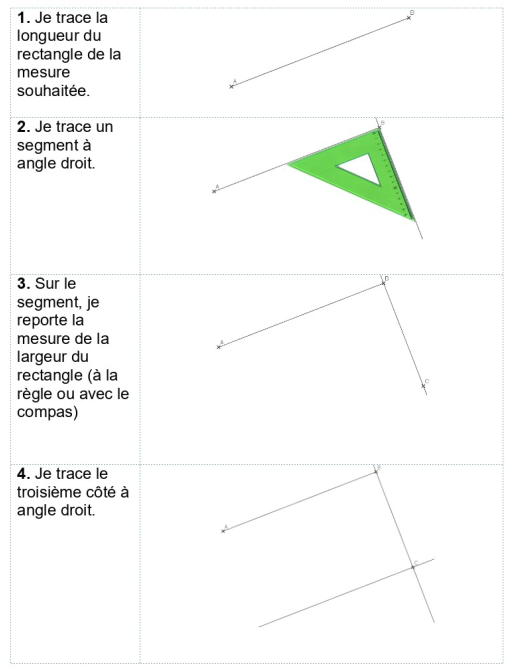 1. Je trace la
longueur du
rectangle de la
mesure
souhaitée.
A
B
2. Je trace un
segment à
angle droit.
A
B
3. Sur le
segment, je
reporte la
mesure de la
largeur du
rectangle (à la
règle ou avec le
compas)
A
B
C
4. Je trace le
troisième côté à
angle droit.
A
B
C